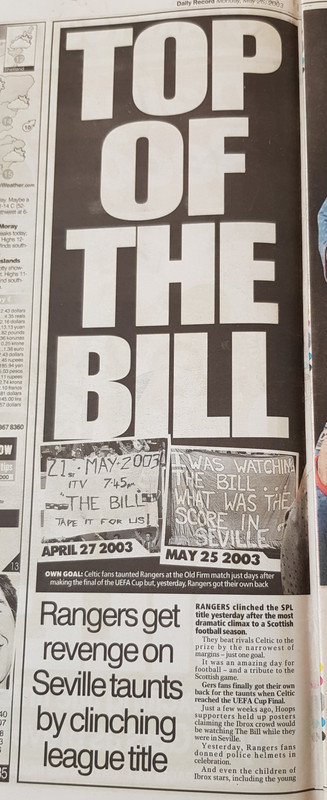 Daily Record Monday, May 26, 2003
TOP
OF
THE
BILL
21ST MAY-2003
ITV 7:45pm
"THE BILL"
TAPE IT FOR US!
APRIL 27 2003
I WAS WATCHING
THE BILL
WHAT WAS THE
SCORE IN
SEVILLE
MAY 25 2003
OWN GOAL: Celtic fans taunted Rangers at the Old Firm match just days after
making the final of the UEFA Cup but, yesterday, Rangers got their own back
Rangers get
revenge on
Seville taunts
by clinching
league title
RANGERS clinched the SPL
title yesterday after the most
dramatic climax to a Scottish
football season.
They beat rivals Celtic to the
prize by the narrowest of
margins – just one goal.
It was an amazing day for
football – and a tribute to the
Scottish game.
Gers fans finally got their own
back for the taunts when Celtic
reached the UEFA Cup Final.
Just a few weeks ago, Hoops
supporters held up posters
claiming the Ibrox crowd would
be watching The Bill while they
were in Seville.
Yesterday, Rangers fans
donned police helmets in
celebration.
And even the children of
Ibrox stars, including the young